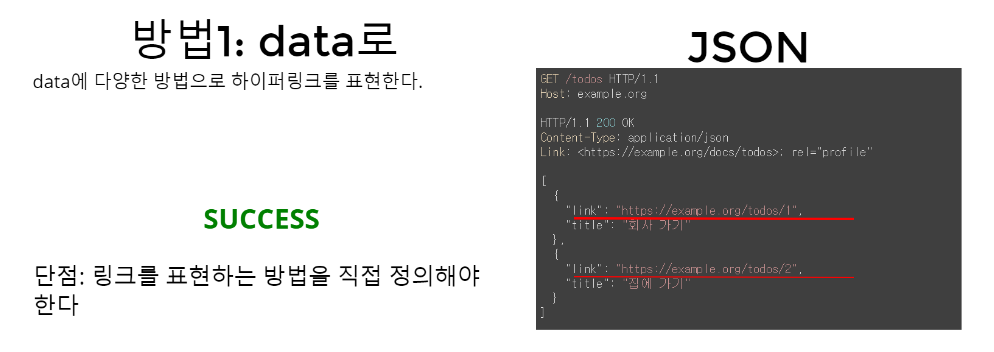 방법1: data로
data에 다양한 방법으로 하이퍼링크를 표현한다.
SUCCESS
단점: 링크를 표현하는 방법을 직접 정의해야
한다
JSON
GET /todos HTTP/1.1
Host: example.org
HTTP/1.1 200 OK
Content-Type: application/json
Link: <https://example.org/docs/todos>; rel="profile"
[
{
"link": "https://example.org/todos/1",
"title": "회사 가기"
},
{
"link": "https://example.org/todos/2",
"title": "집에 가기"
}
]